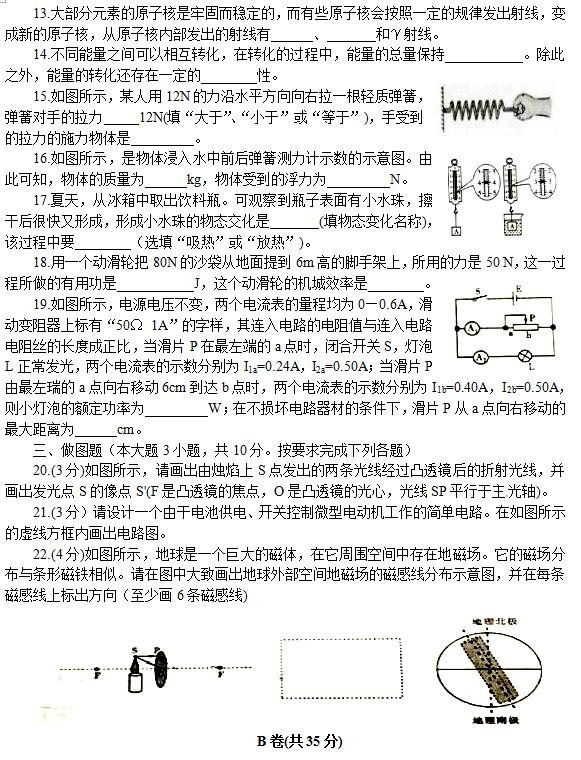 13.大部分元素的原子核是牢固而稳定的，而有些原子核会按照一定的规律发出射线，变
成新的原子核，从原子核内部发出的射线有______、______和γ射线。
14.不同能量之间可以相互转化，在转化的过程中，能量的总量保持__________。除此
之外，能量的转化还存在一定的_______性。
15.如图所示，某人用12N的力沿水平方向向右拉一根轻质弹簧，
弹簧对手的拉力_____12N(填“大于”、“小于”或“等于”)，手受到
的拉力的施力物体是________。
16.如图所示，是物体浸入水中前后弹簧测力计示数的示意图。由
此可知，物体的质量为_____kg，物体受到的浮力为________N。
17.夏天，从冰箱中取出饮料瓶。可观察到瓶子表面有小水珠，擦
干后很快又形成，形成小水珠的物态交化是______(填物态变化名称)，
该过程中要_______（选填“吸热”或“放热”）。
18.用一个动滑轮把 80N的沙袋从地面提到 6m高的脚手架上，所用的力是 50N，这一过
程所做的有用功是_________J，这个动滑轮的机城效率是________。
19.如图所示，电源电压不变，两个电流表的量程均为0—0.6A，滑
动变阻器上标有“50Ω 1A”的字样，其连入电路的电阻值与连入电路
电阻丝的长度成正比，当滑片P在最左端的a点时，闭合开关S，灯泡
L 正常发光，两个电流表的示数分别为 I1a=0.24A，I2a=0.50A；当滑片 P
由最左瑞的 a点向右移动6cm到达b点时，两个电流表的示数分别为 I1b=0.40A，I2b=0.50A，
则小灯泡的额定功率为________W；在不损坏电路器材的条件下，滑片P从a点向右移动的
最大距离为_____cm。
三、做图题（本大题 3小题，共 10分。按要求完成下列各题）
20.(3分)如图所示，请画出由烛焰上S点发出的两条光线经过凸透镜后的折射光线，并
画出发光点 S的像点 S'(F是凸透镜的焦点，O是凸透镜的光心，光线SP平行于主光轴)。
21.(3分）请设计一个由干电池供电、开关控制微型电动机工作的简单电路。在如图所示
的虚线方框内画出电路图。
22.(4分)如图所示，地球是一个巨大的磁体，在它周围空间中存在地磁场。它的磁场分
布与条形磁铁相似。请在图中大致画出地球外部空间地磁场的磁感线分布示意图，并在每条
磁感线上标出方向（至少画 6条磁感线)
A
A
S
E
A1
P
a
b
A2
L
S
P
F
F
地理北极
地理南极
B 卷(共 35 分)